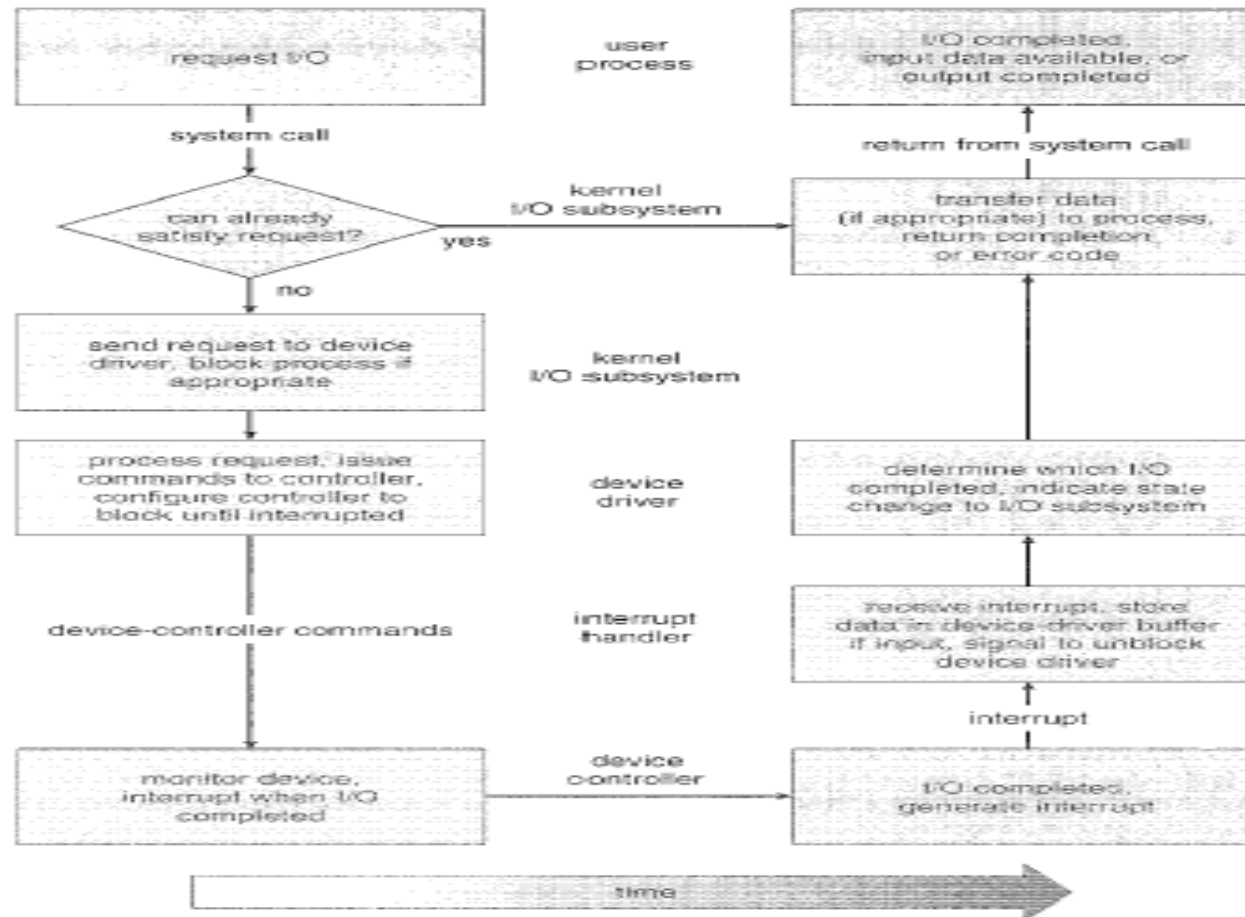 request I/O
user
process
I/O completed,
input data available, or
output completed
system call
return from system call
can already
satisfy request?
yes
no
kernel
I/O subsystem
transfer data
(if appropriate) to process,
return completion
or error code
send request to device
driver, block process if
appropriate
kernel
I/O subsystem
process request, issue
commands to controller,
configure controller to
block until interrupted
device
driver
determine which I/O
completed, indicate state
change to I/O subsystem
device-controller commands
interrupt
handler
receive interrupt, store
data in device-driver buffer
if input, signal to unblock
device driver
interrupt
monitor device,
interrupt when I/O
completed
device
controller
I/O completed,
generate interrupt
time